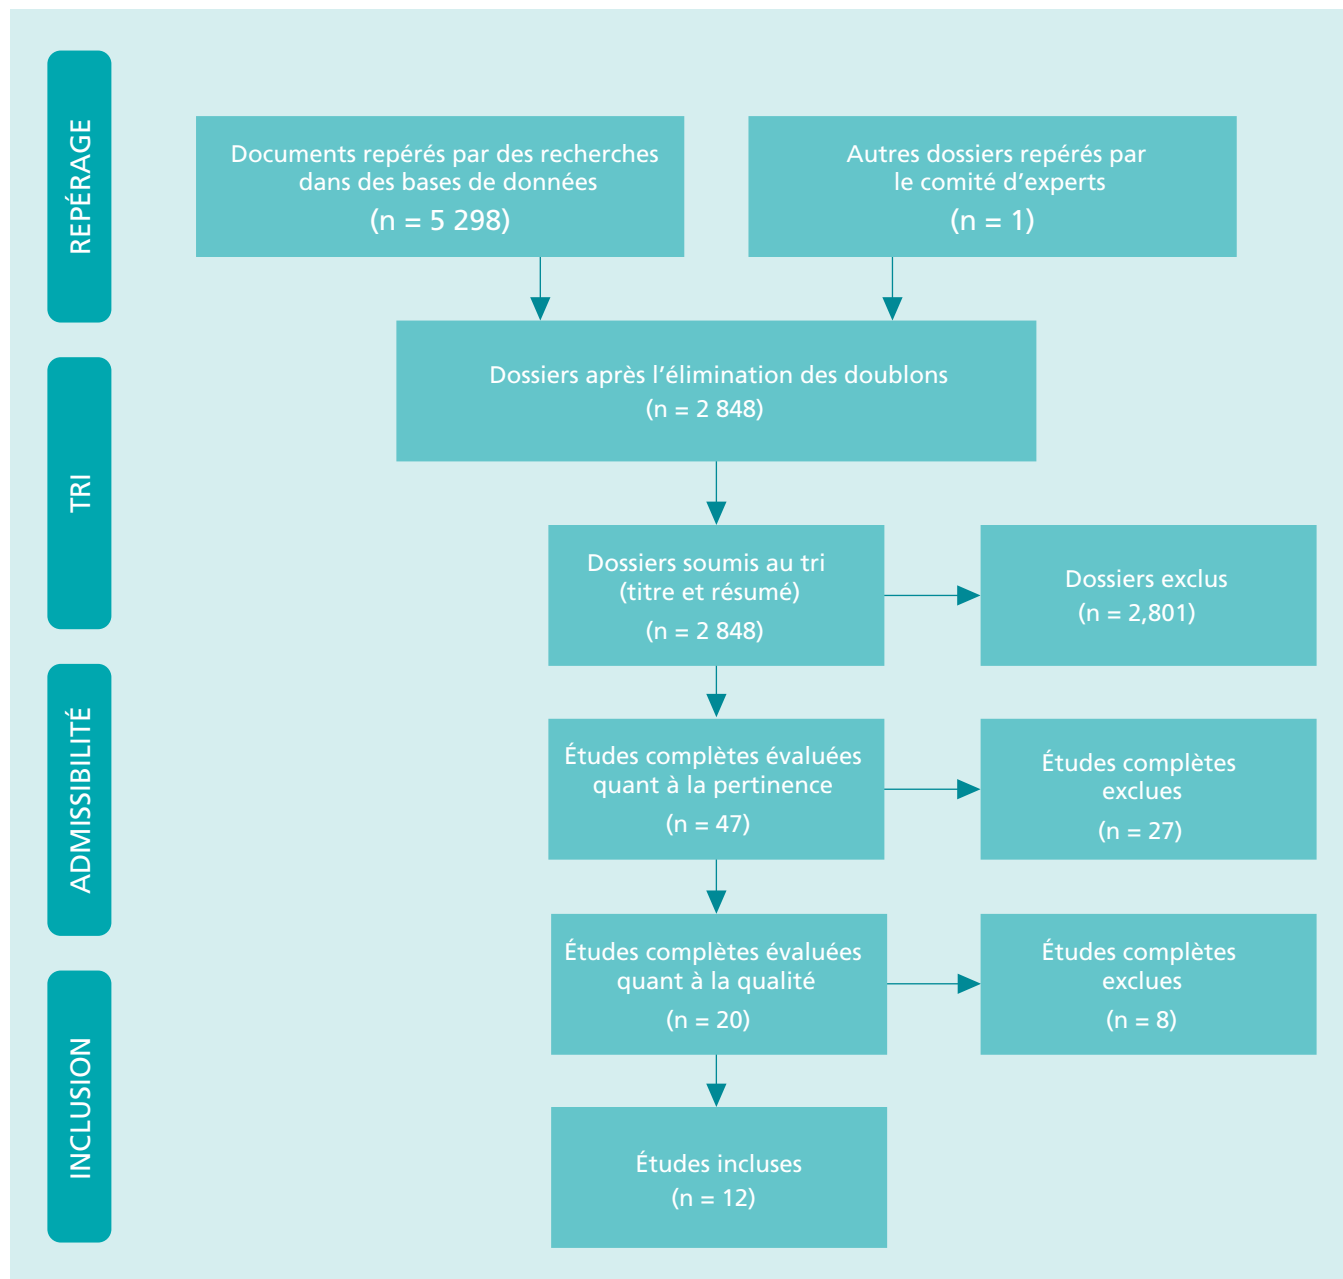 REPÉRAGE
Documents repérés par des recherches
dans des bases de données
(n = 5 298)
Autres dossiers repérés par
le comité d’experts
(n = 1)
TRI
Dossiers après l’élimination des doublons
(n = 2 848)
Dossiers soumis au tri
(titre et résumé)
(n = 2 848)
Dossiers exclus
(n = 2,801)
ADMISSIBILITÉ
Études complètes évaluées
quant à la pertinence
(n = 47)
Études complètes
exclues
(n = 27)
Études complètes évaluées
quant à la qualité
(n = 20)
Études complètes
exclues
(n = 8)
INCLUSION
Études incluses
(n = 12)